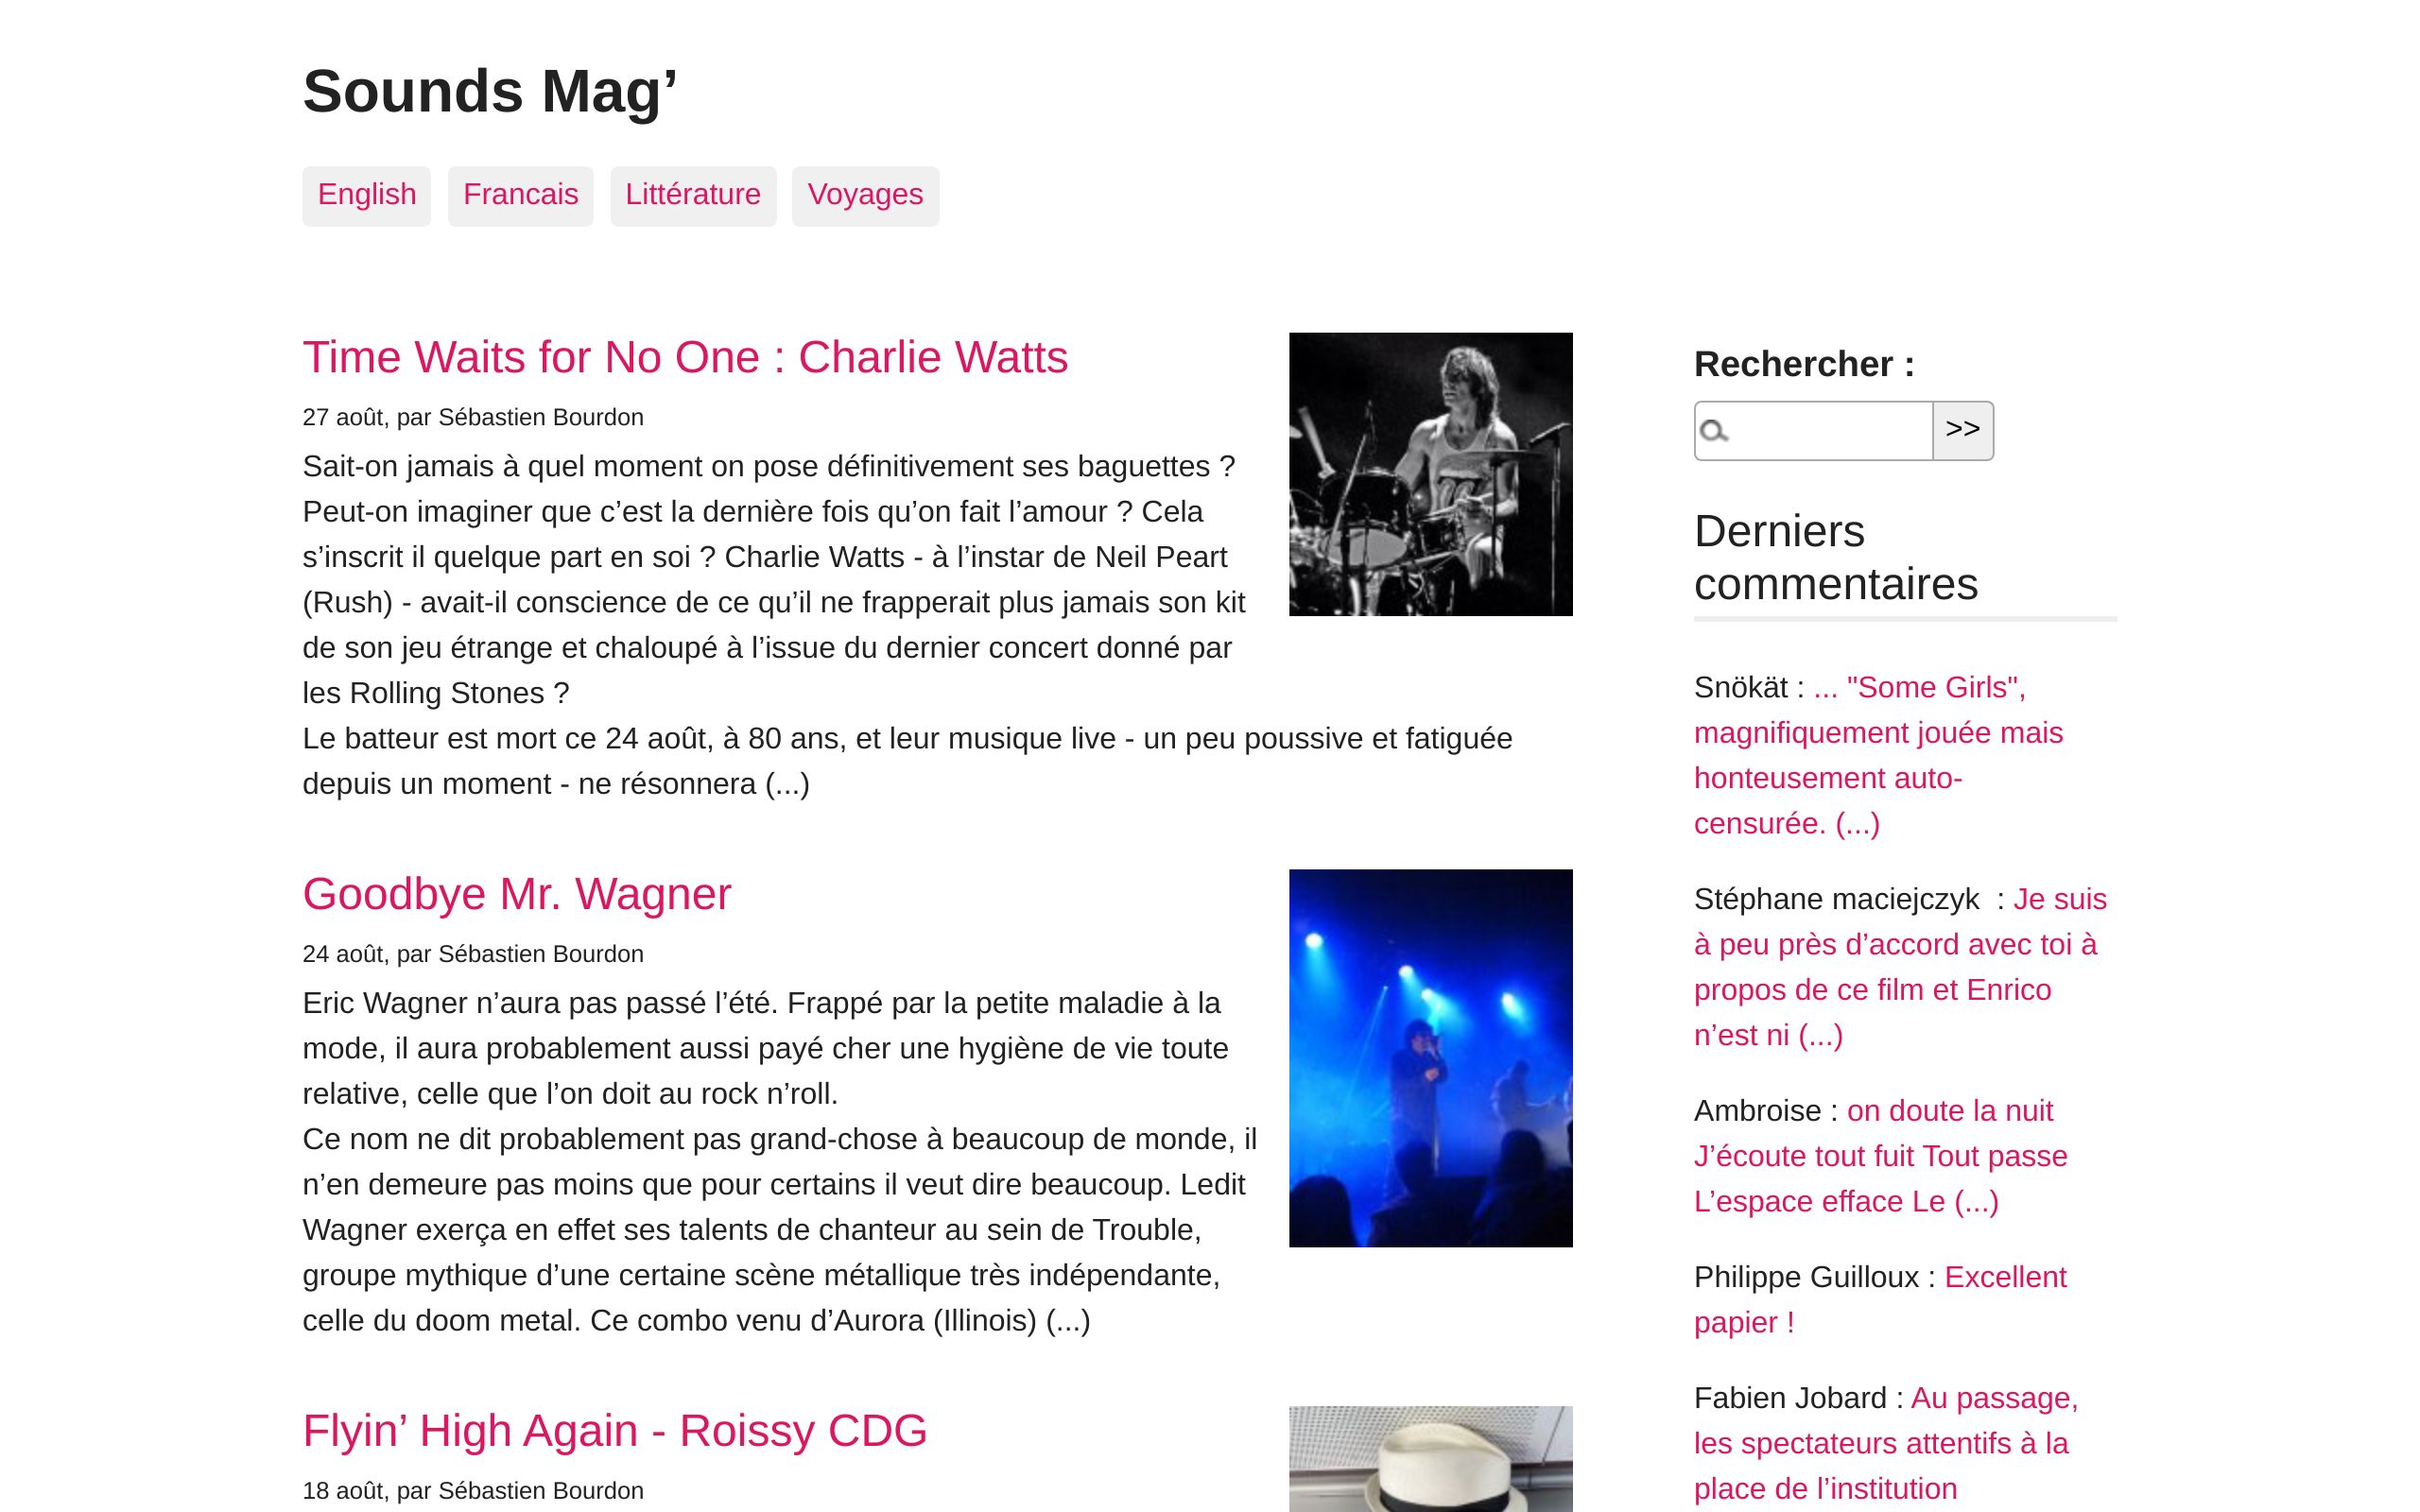 Sounds Mag’
English
Francais
Littérature
Voyages
Time Waits for No One : Charlie Watts
27 août, par Sébastien Bourdon
Sait-on jamais à quel moment on pose définitivement ses baguettes ?
Peut-on imaginer que c’est la dernière fois qu’on fait l’amour ? Cela
s’inscrit il quelque part en soi ? Charlie Watts - à l’instar de Neil Peart
(Rush) - avait-il conscience de ce qu’il ne frapperait plus jamais son kit
de son jeu étrange et chaloupé à l’issue du dernier concert donné par
les Rolling Stones ?
Le batteur est mort ce 24 août, à 80 ans, et leur musique live - un peu poussive et fatiguée
depuis un moment - ne résonnera (...)
Goodbye Mr. Wagner
24 août, par Sébastien Bourdon
Eric Wagner n’aura pas passé l’été. Frappé par la petite maladie à la
mode, il aura probablement aussi payé cher une hygiène de vie toute
relative, celle que l’on doit au rock n’roll.
Ce nom ne dit probablement pas grand-chose à beaucoup de monde, il
n’en demeure pas moins que pour certains il veut dire beaucoup. Ledit
Wagner exerça en effet ses talents de chanteur au sein de Trouble,
groupe mythique d’une certaine scène métallique très indépendante,
celle du doom metal. Ce combo venu d’Aurora (Illinois) (...)
Flyin’ High Again - Roissy CDG
18 août, par Sébastien Bourdon
Rechercher :
>>
Derniers
commentaires
Snökät : ... "Some Girls",
magnifiquement jouée mais
honteusement auto-
censurée. (...)
Stéphane maciejczyk  : Je suis
à peu près d’accord avec toi à
propos de ce film et Enrico
n’est ni (...)
Ambroise : on doute la nuit
J’écoute tout fuit Tout passe
L’espace efface Le (...)
Philippe Guilloux : Excellent
papier !
Fabien Jobard : Au passage,
les spectateurs attentifs à la
place de l’institution